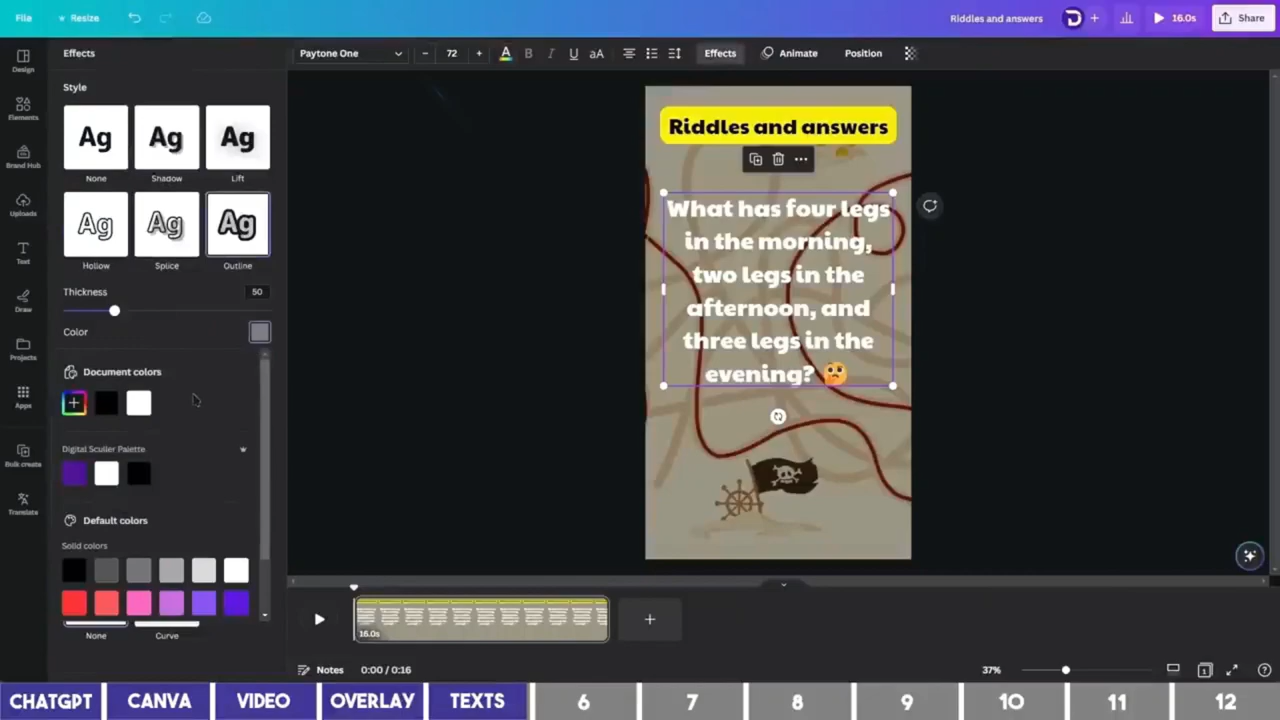 File
Resize
Riddles and answers
16.0s
Share
Design
Elements
Brand Hub
Uploads
Text
Draw
Projects
Apps
Bulk create
Translate
Effects
Style
Ag
Ag
Ag
None
Shadow
Lift
Ag
Ag
Ag
Hollow
Splice
Outline
Thickness
50
Color
Document colors
Digital Sculler Palette
Default colors
Solid colors
None
Curve
Paytone One
72
A
B
I
U
aA
Effects
Animate
Position
Riddles and answers
What has four legs
in the morning,
two legs in the
afternoon, and
three legs in the
evening? 🤔
16.0s
Notes
0:00 / 0:16
37%
1
CHATGPT
CANVA
VIDEO
OVERLAY
TEXTS
6
7
8
9
10
11
12